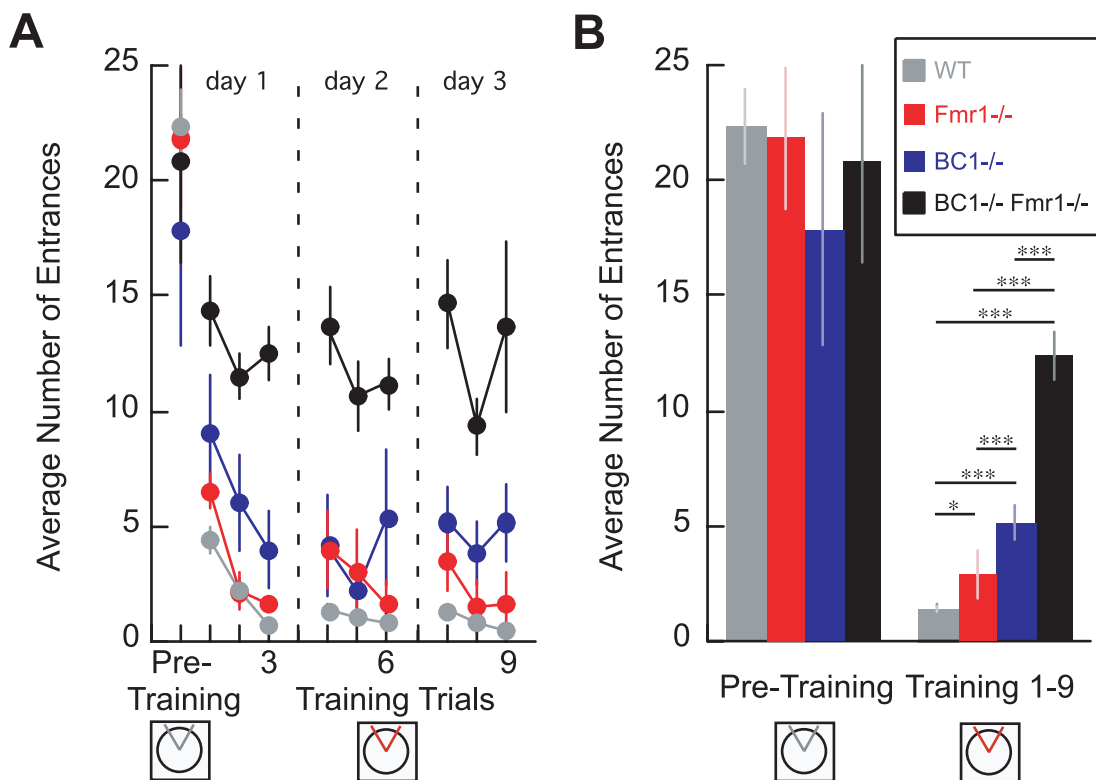 A
B
25
day 1
day 2
day 3
20
15
10
5
0
Average Number of Entrances
Pre-
3
6
9
Training
Training Trials
25
20
15
10
5
0
Average Number of Entrances
WT
Fmr1-/-
BC1-/-
BC1-/- Fmr1-/-
***
***
***
***
***
*
Pre-Training
Training 1-9